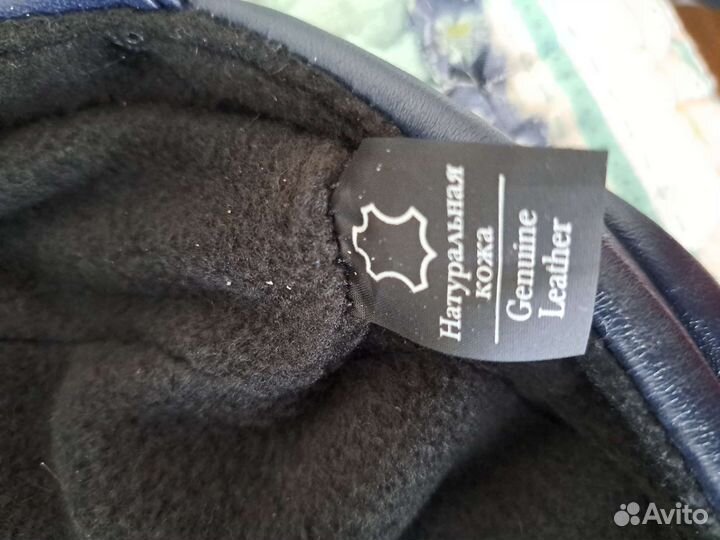 Натуральная
кожа
Genuine
Leather
Avito